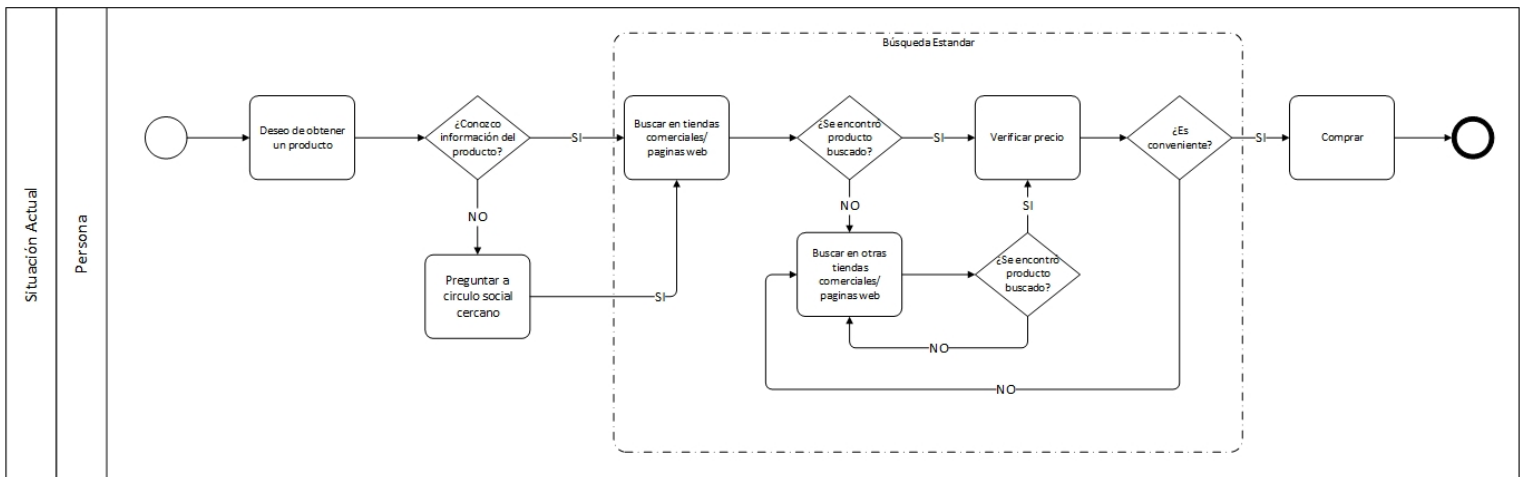 Situación Actual
Persona
Búsqueda Estandar
Deseo de obtener
un producto
¿Conozco
información del
producto?
SI
NO
Preguntar a
circulo social
cercano
SI
Buscar en tiendas
comerciales/
paginas web
¿Se encontró
producto
buscado?
SI
NO
Buscar en otras
tiendas
comerciales/
paginas web
¿Se encontró
producto
buscado?
SI
NO
Verificar precio
¿Es
conveniente?
SI
NO
Comprar